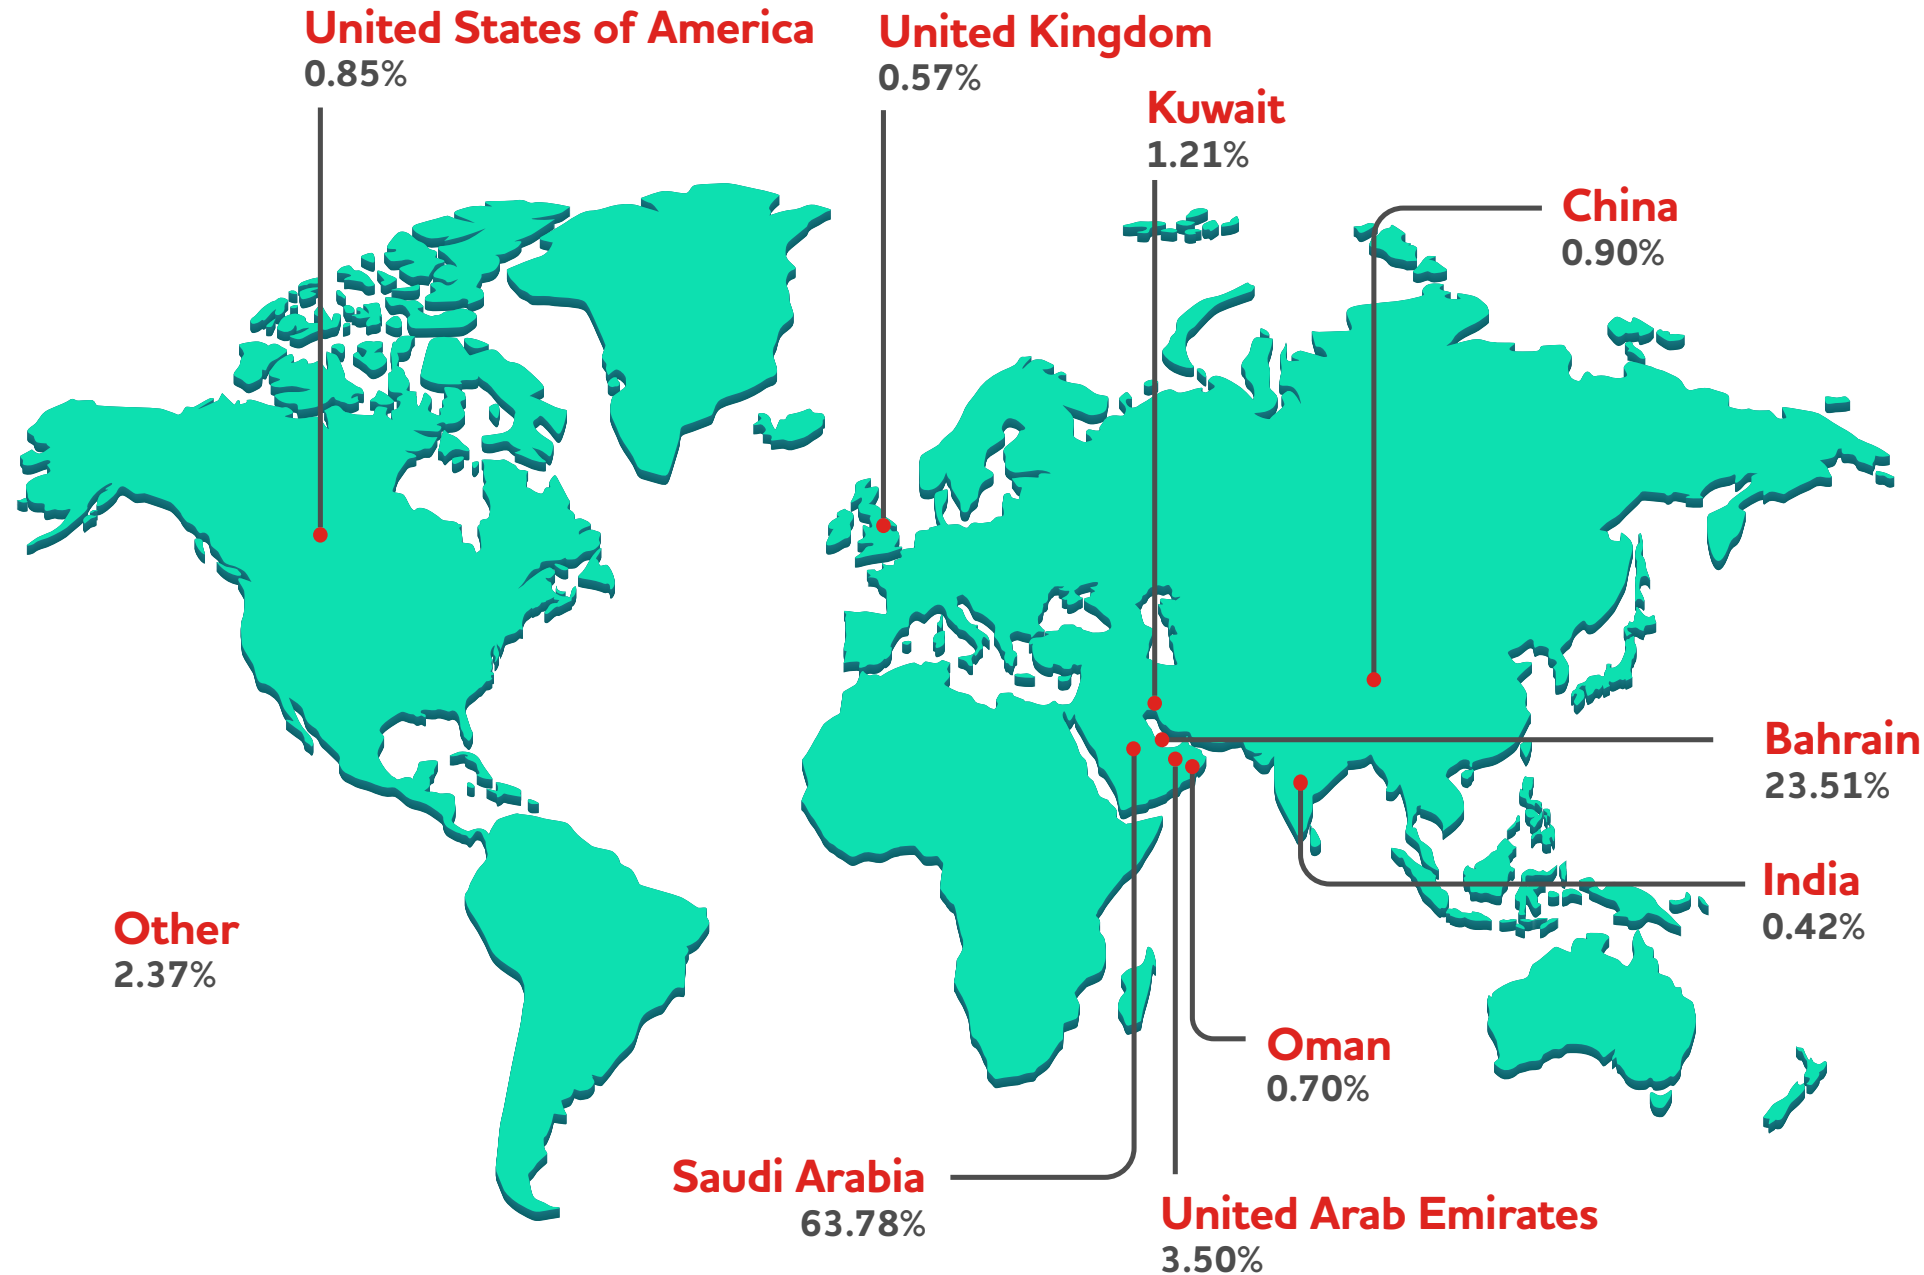 United States of America
0.85%
United Kingdom
0.57%
Kuwait
1.21%
China
0.90%
Bahrain
23.51%
India
0.42%
Other
2.37%
Oman
0.70%
Saudi Arabia
63.78%
United Arab Emirates
3.50%